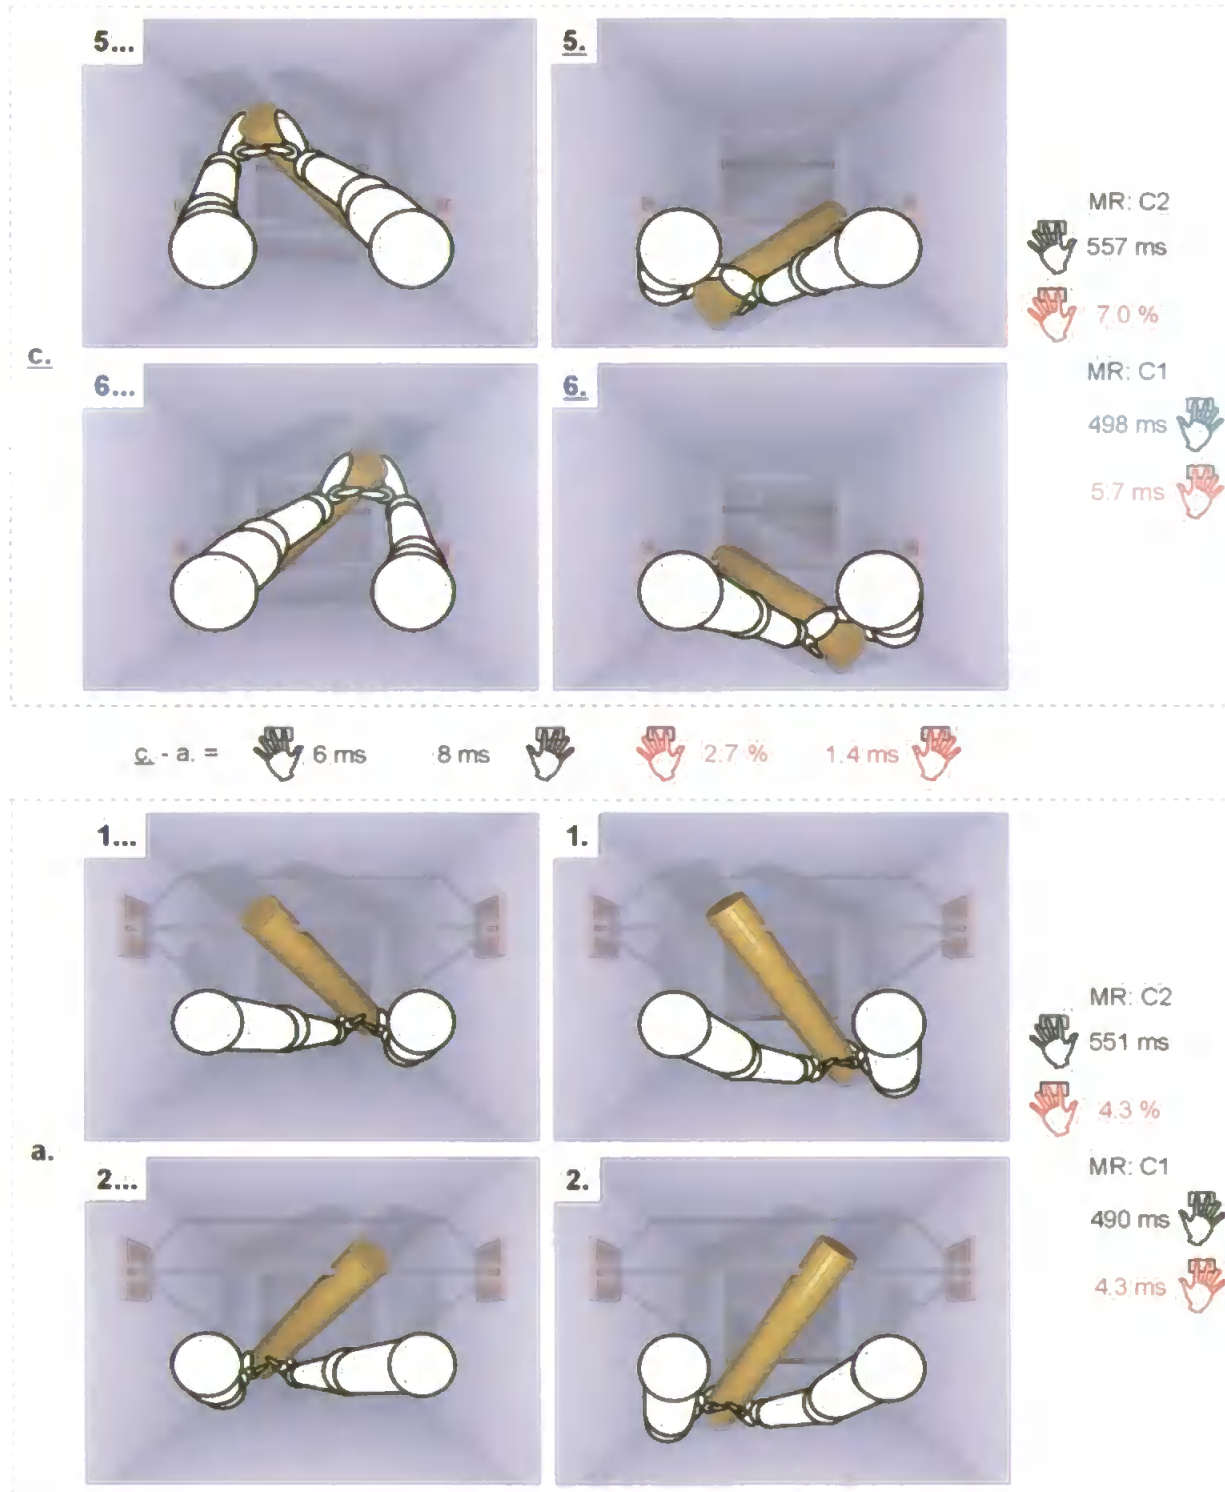 5...
5.
MR: C2
557 ms
7.0 %
c.
MR: C1
6...
6.
498 ms
5.7 ms
c. - a. = 6 ms 8 ms 2.7 % 1.4 ms
1...
1.
MR: C2
551 ms
4.3 %
a.
MR: C1
2...
2.
490 ms
4.3 ms